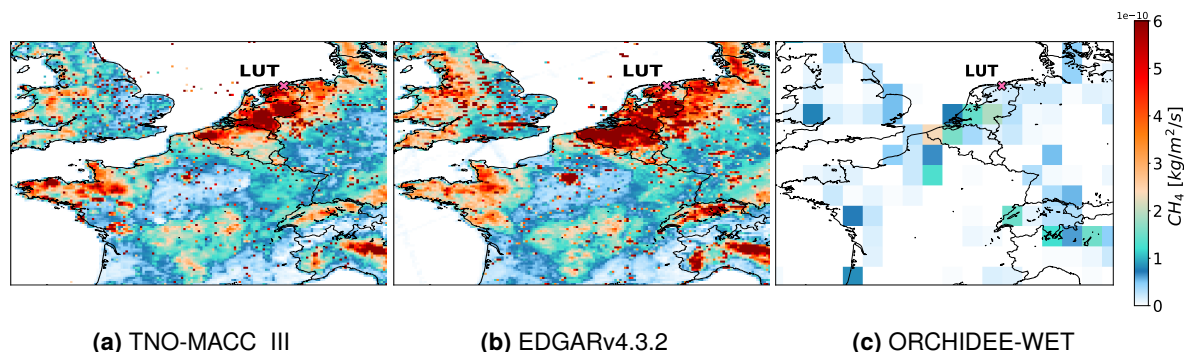 1e−10
6
5
4
3
2
1
0
CH4 [kg/m²/s]
LUT
LUT
LUT
(a) TNO-MACC_III
(b) EDGARv4.3.2
(c) ORCHIDEE-WET